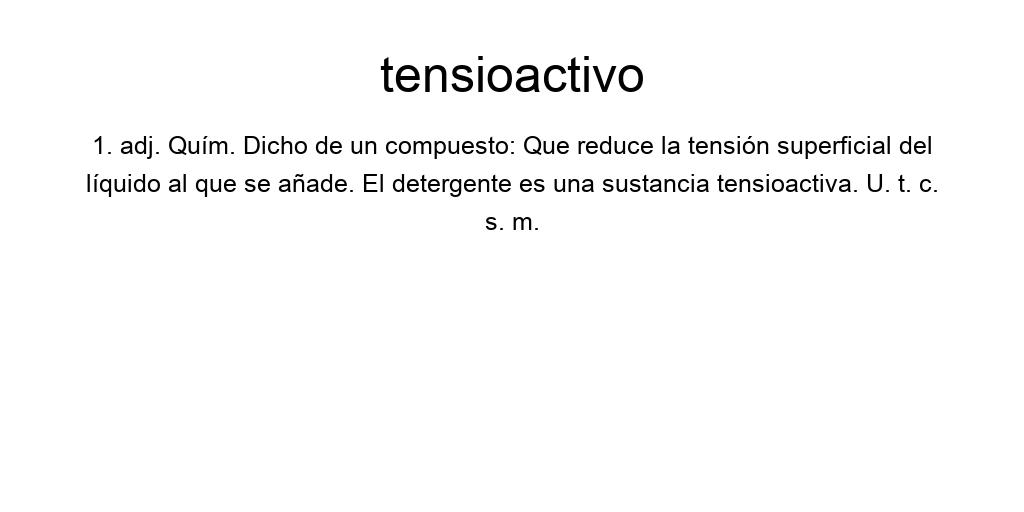 tensioactivo
1. adj. Quím. Dicho de un compuesto: Que reduce la tensión superficial del
líquido al que se añade. El detergente es una sustancia tensioactiva. U. t. c.
s. m.